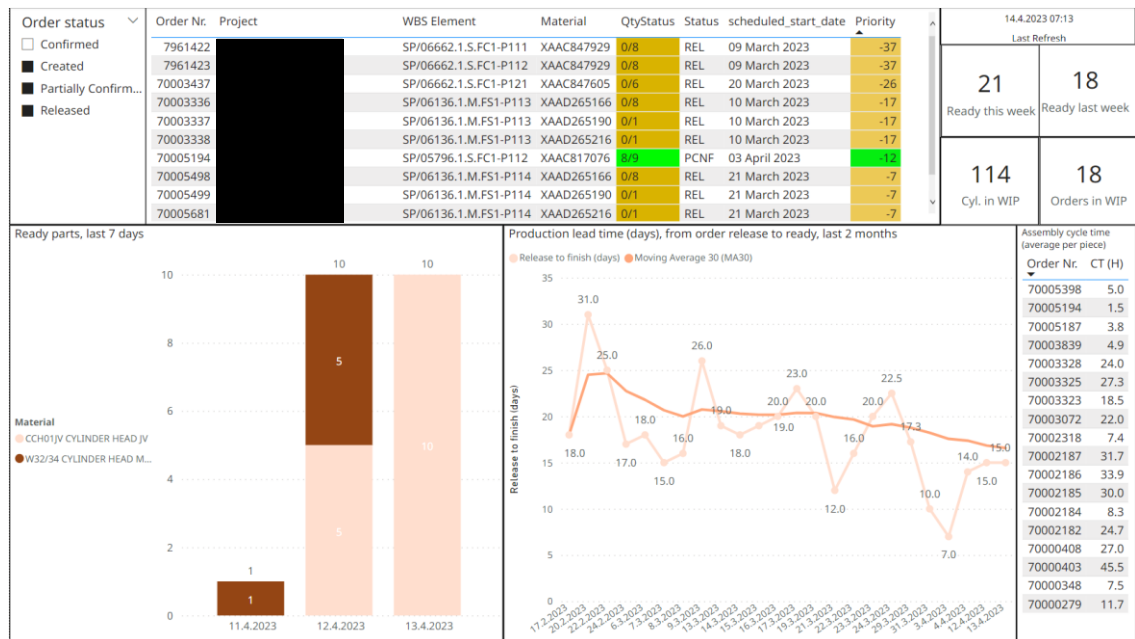 Order status
Confirmed
Created
Partially Confirm...
Released
Order Nr. Project WBS Element Material QtyStatus Status scheduled_start_date Priority
7961422 SP/06662.1.S.FC1-P111 XAAC847929 0/8 REL 09 March 2023 -37
7961423 SP/06662.1.S.FC1-P112 XAAC847929 0/8 REL 09 March 2023 -37
70003437 SP/06662.1.S.FC1-P121 XAAC847605 0/6 REL 20 March 2023 -26
70003336 SP/06136.1.M.FS1-P113 XAAD265166 0/8 REL 10 March 2023 -17
70003337 SP/06136.1.M.FS1-P113 XAAD265190 0/1 REL 10 March 2023 -17
70003338 SP/06136.1.M.FS1-P113 XAAD265216 0/1 REL 10 March 2023 -17
70005194 SP/05796.1.S.FC1-P112 XAAC817076 8/9 PCNF 03 April 2023 -12
70005498 SP/06136.1.M.FS1-P114 XAAD265166 0/8 REL 21 March 2023 -7
70005499 SP/06136.1.M.FS1-P114 XAAD265190 0/1 REL 21 March 2023 -7
70005681 SP/06136.1.M.FS1-P114 XAAD265216 0/1 REL 21 March 2023 -7
14.4.2023 07:13
Last Refresh
21
Ready this week
18
Ready last week
114
Cyl. in WIP
18
Orders in WIP
Ready parts, last 7 days
10
8
6
4
2
0
Material
CCH01JV CYLINDER HEAD JV
W32/34 CYLINDER HEAD M...
1
1
10
5
5
10
10
11.4.2023 12.4.2023 13.4.2023
Production lead time (days), from order release to ready, last 2 months
Release to finish (days) Moving Average 30 (MA30)
Release to finish (days)
35
30
25
20
15
10
5
0
18.0
31.0
25.0
17.0
18.0
15.0
16.0
26.0
19.0
18.0
20.0
19.0
23.0
20.0
12.0
16.0
20.0
22.5
17.3
10.0
7.0
14.0
15.0
15.0
17.2.2023
20.2.2023
22.2.2023
24.2.2023
6.3.2023
7.3.2023
8.3.2023
9.3.2023
13.3.2023
14.3.2023
15.3.2023
16.3.2023
17.3.2023
19.3.2023
21.3.2023
22.3.2023
23.3.2023
24.3.2023
29.3.2023
31.3.2023
3.4.2023
4.4.2023
12.4.2023
13.4.2023
Assembly cycle time
(average per piece)
Order Nr. CT (H)
70005398 5.0
70005194 1.5
70005187 3.8
70003839 4.9
70003328 24.0
70003325 27.3
70003323 18.5
70003072 22.0
70002318 7.4
70002187 31.7
70002186 33.9
70002185 30.0
70002184 8.3
70002182 24.7
70000408 27.0
70000403 45.5
70000348 7.5
70000279 11.7